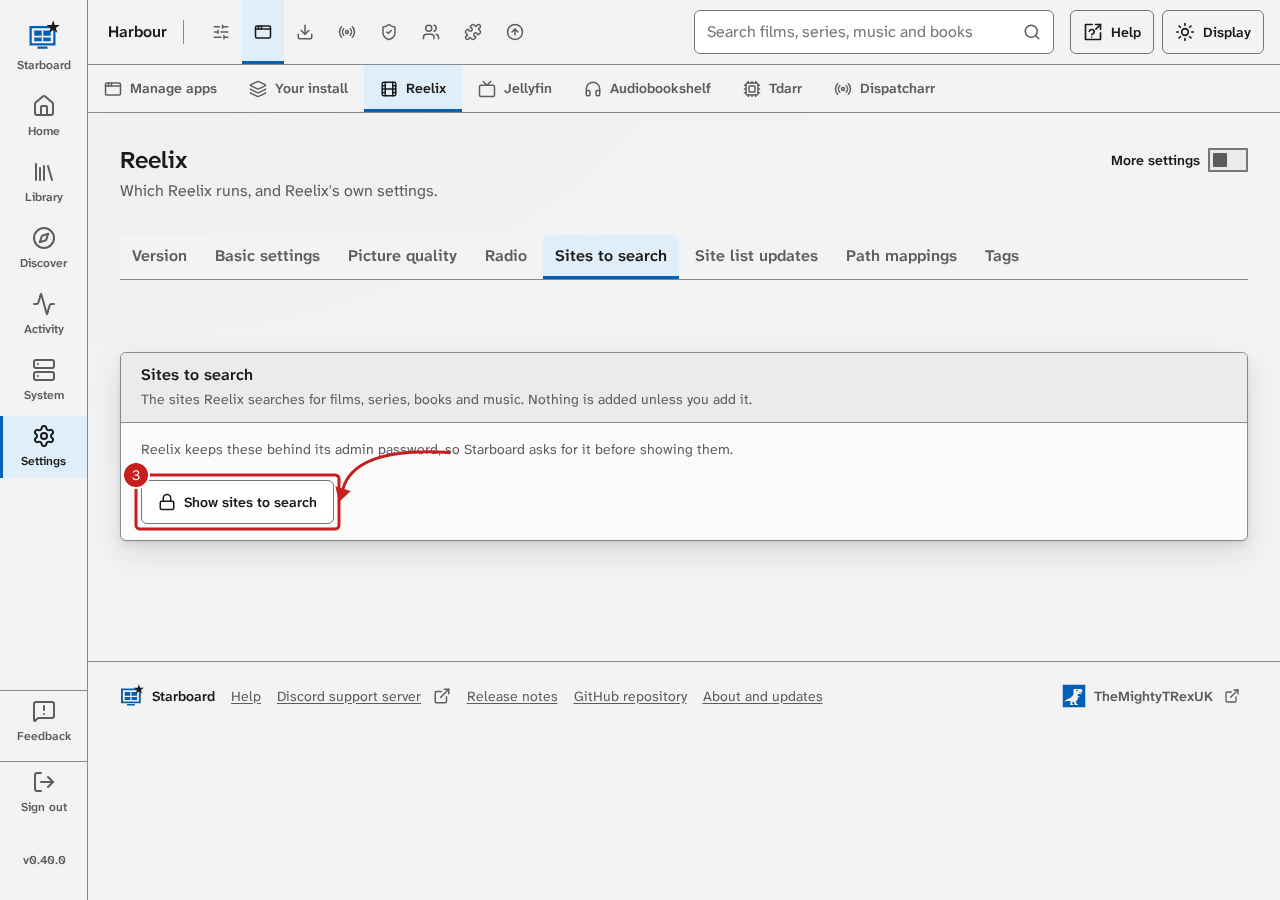 Starboard
Home
Library
Discover
Activity
System
Settings
Feedback
Sign out
v0.40.0
Harbour
Search films, series, music and books
Help
Display
Manage apps
Your install
Reelix
Jellyfin
Audiobookshelf
Tdarr
Dispatcharr
Reelix
Which Reelix runs, and Reelix's own settings.
More settings
Version
Basic settings
Picture quality
Radio
Sites to search
Site list updates
Path mappings
Tags
Sites to search
The sites Reelix searches for films, series, books and music. Nothing is added unless you add it.
Reelix keeps these behind its admin password, so Starboard asks for it before showing them.
3
Show sites to search
Starboard
Help
Discord support server
Release notes
GitHub repository
About and updates
TheMightyTRexUK